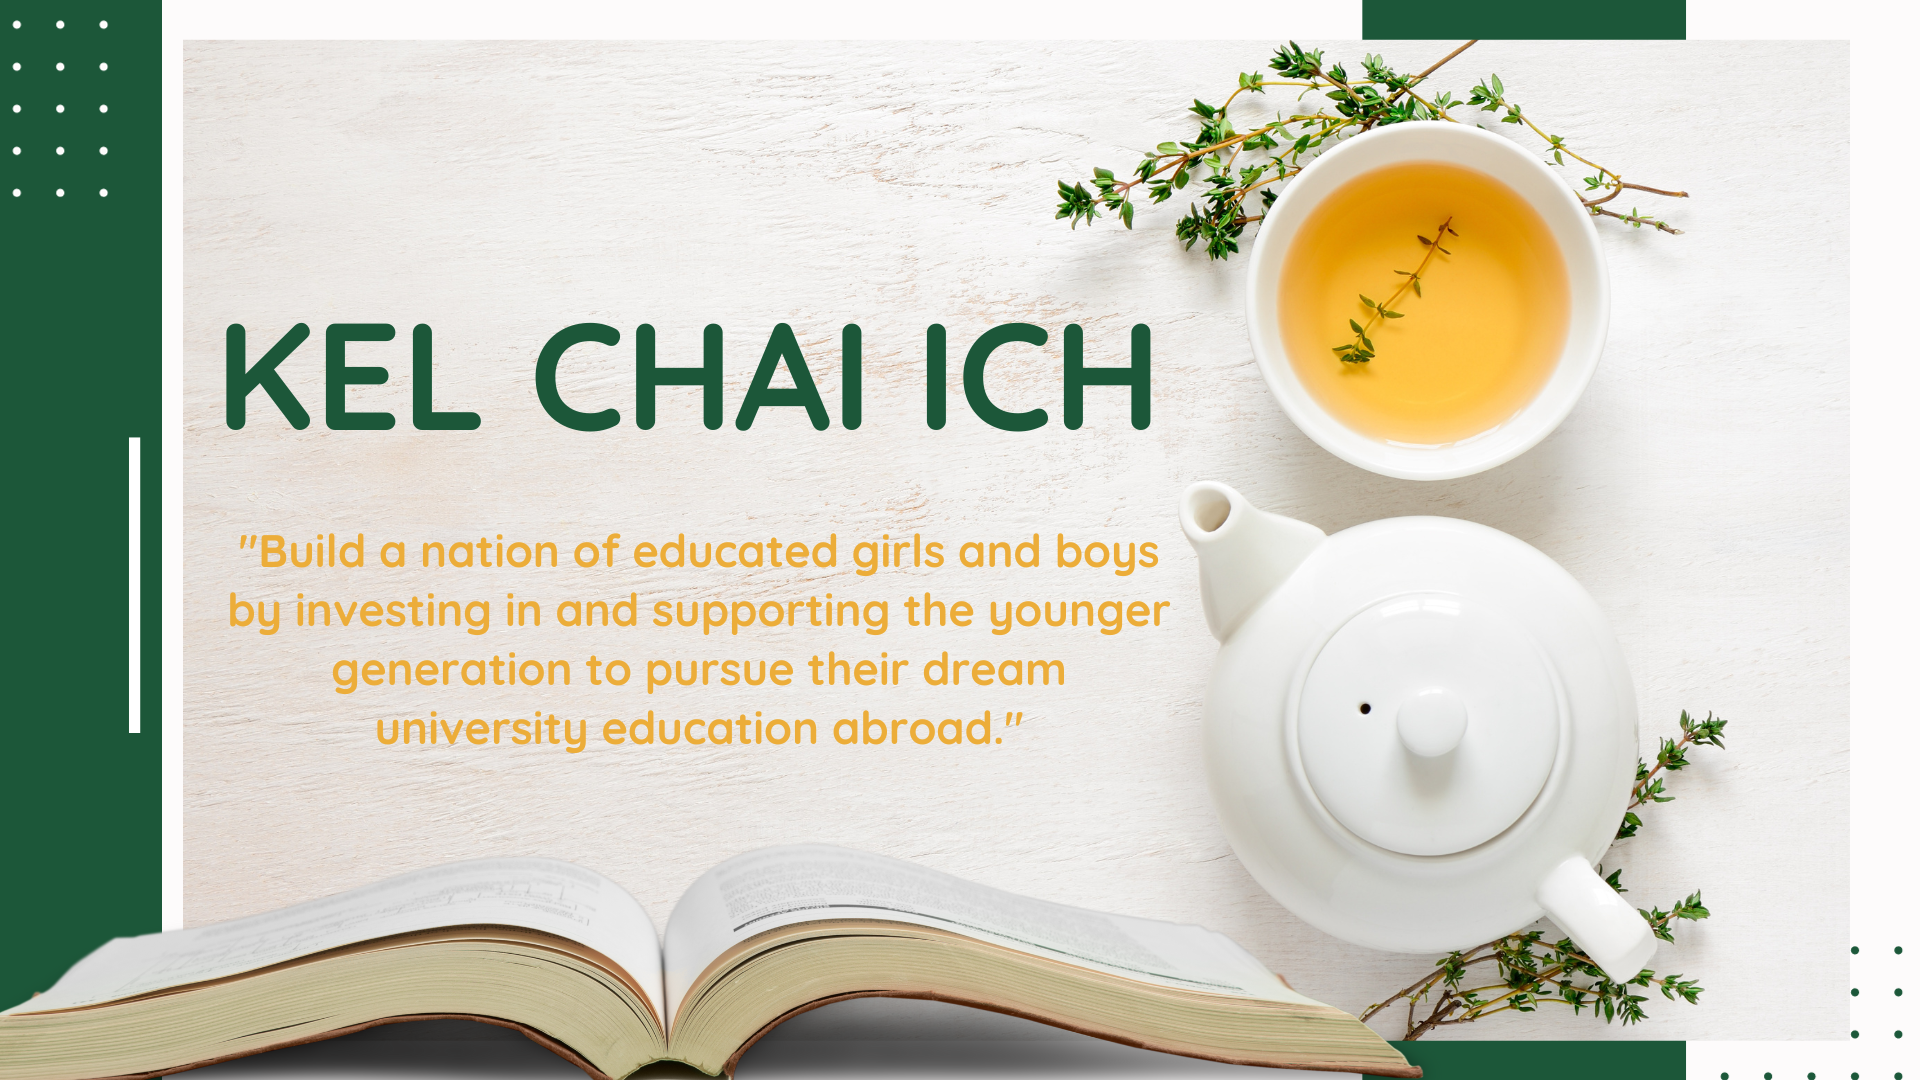 KEL CHAI ICH
"Build a nation of educated girls and boys
by investing in and supporting the younger
generation to pursue their dream
university education abroad."